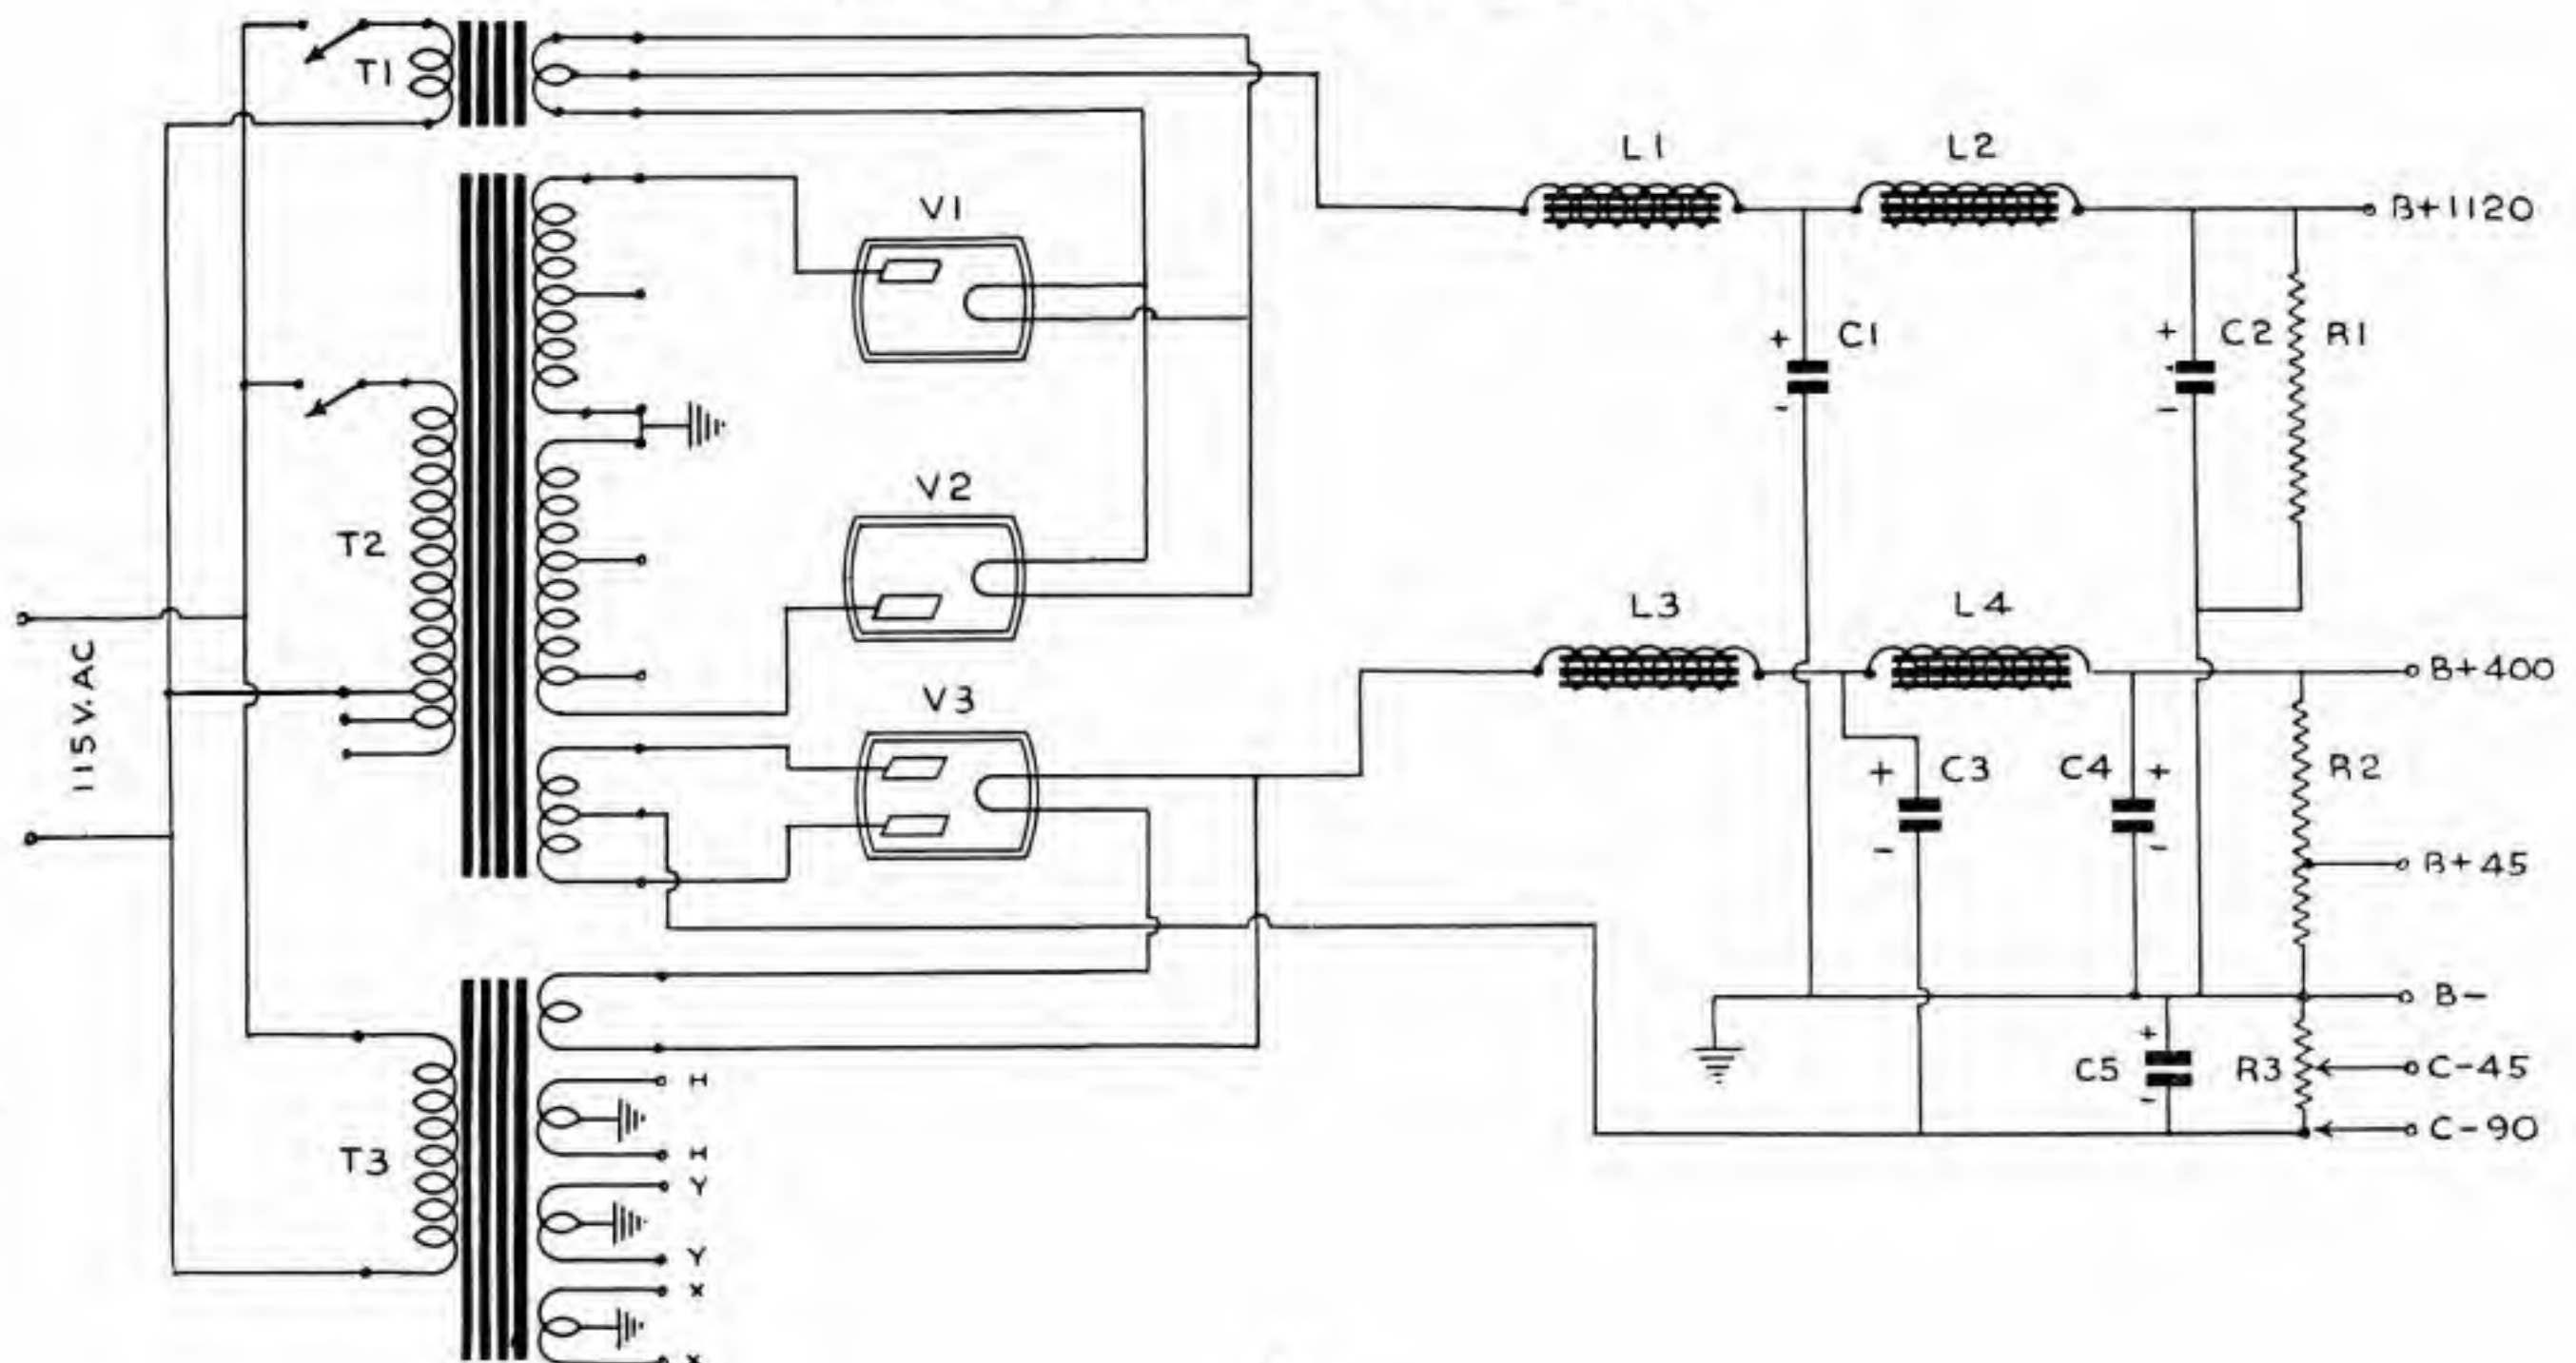 T1
L1
L2
V1
B+1120
C1
C2
R1
V2
T2
L3
L4
115 V. AC
V3
B+400
C3
C4
R2
B+45
B-
C5
R3
C-45
C-90
H
H
T3
Y
Y
X
X
+
-
+
-
+
-
+
-
+
-